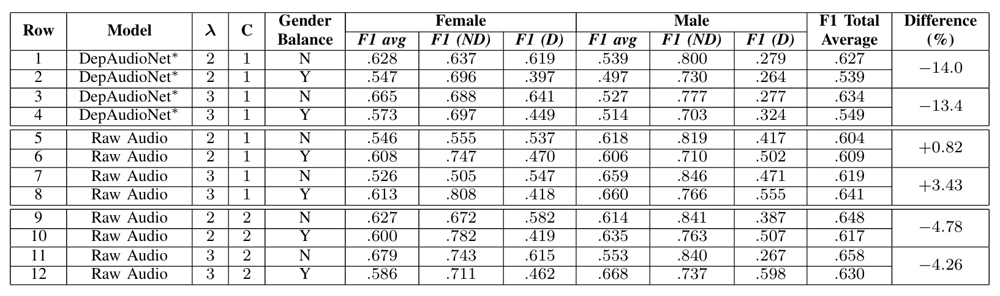 Row Model λ C Gender Balance Female Male F1 Total Average Difference (%)
F1 avg F1 (ND) F1 (D) F1 avg F1 (ND) F1 (D)
1 DepAudioNet* 2 1 N .628 .637 .619 .539 .800 .279 .627 −14.0
2 DepAudioNet* 2 1 Y .547 .696 .397 .497 .730 .264 .539
3 DepAudioNet* 3 1 N .665 .688 .641 .527 .777 .277 .634 −13.4
4 DepAudioNet* 3 1 Y .573 .697 .449 .514 .703 .324 .549
5 Raw Audio 2 1 N .546 .555 .537 .618 .819 .417 .604 +0.82
6 Raw Audio 2 1 Y .608 .747 .470 .606 .710 .502 .609
7 Raw Audio 3 1 N .526 .505 .547 .659 .846 .471 .619 +3.43
8 Raw Audio 3 1 Y .613 .808 .418 .660 .766 .555 .641
9 Raw Audio 2 2 N .627 .672 .582 .614 .841 .387 .648 −4.78
10 Raw Audio 2 2 Y .600 .782 .419 .635 .763 .507 .617
11 Raw Audio 3 2 N .679 .743 .615 .553 .840 .267 .658 −4.26
12 Raw Audio 3 2 Y .586 .711 .462 .668 .737 .598 .630